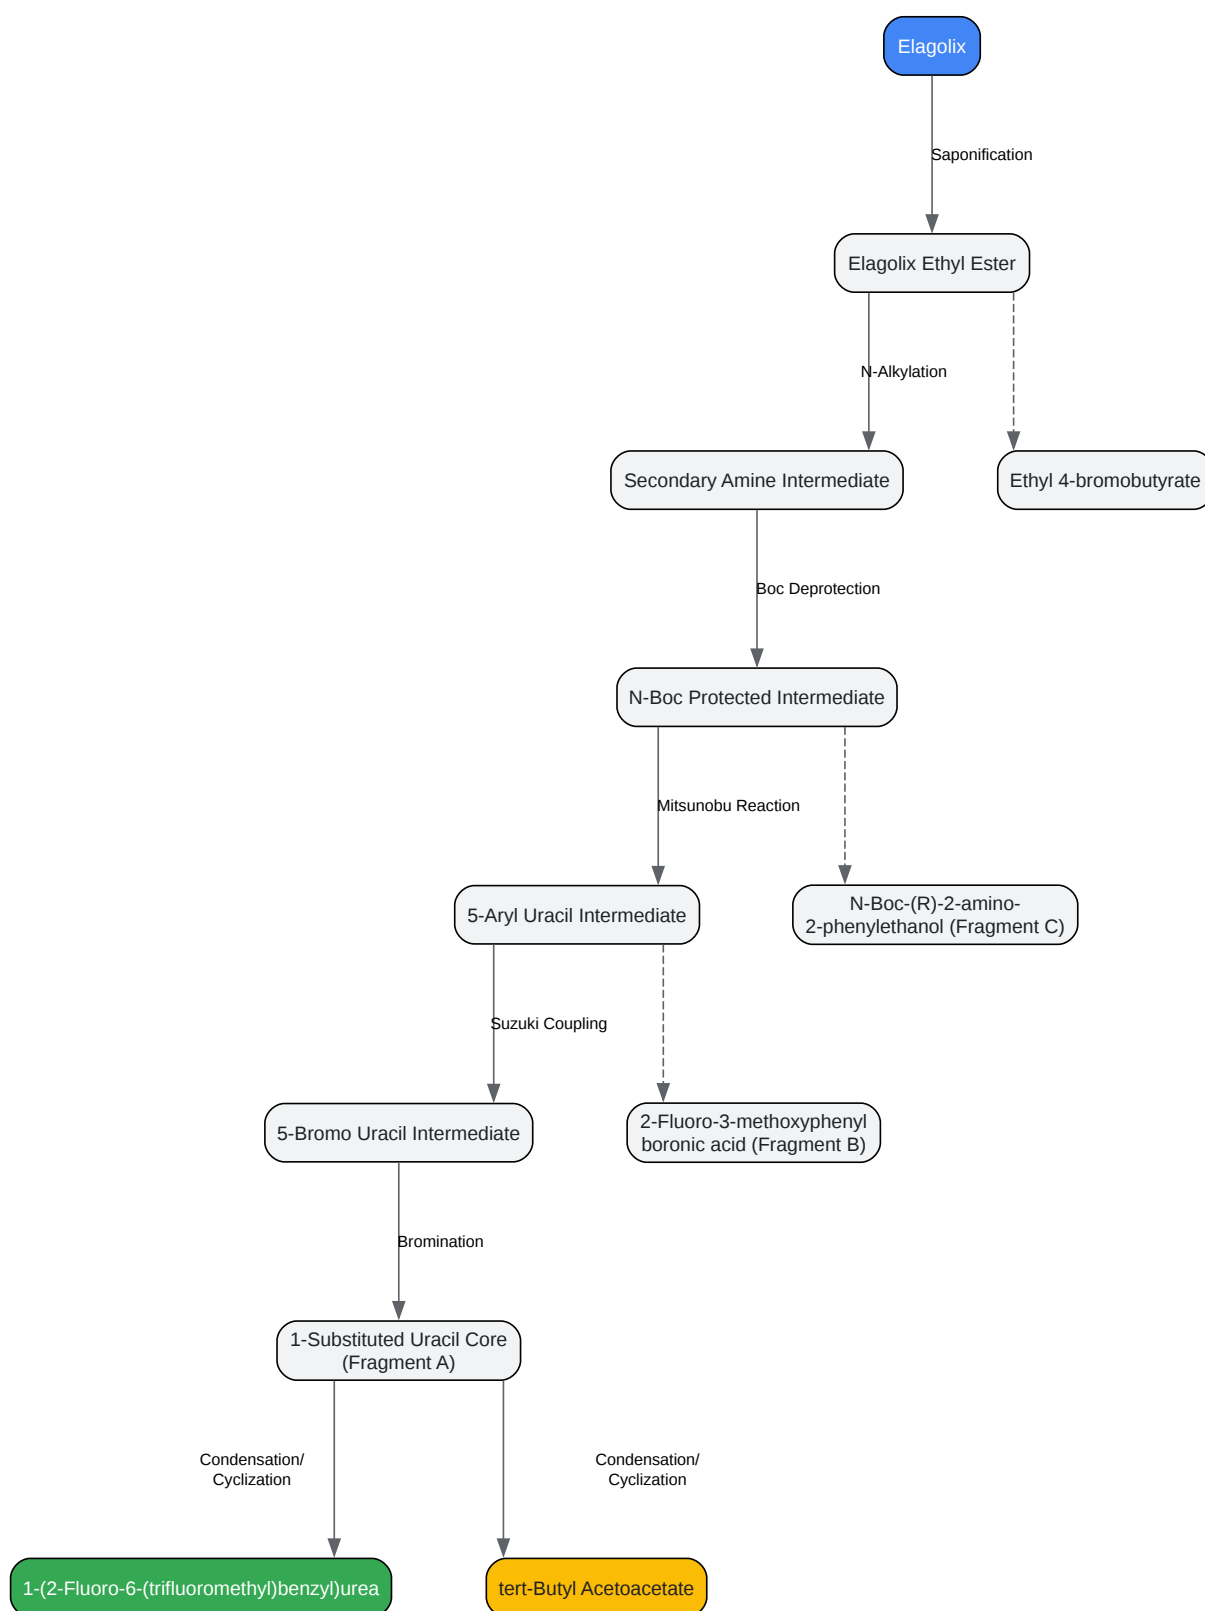 Elagolix
Saponification
Elagolix Ethyl Ester
N-Alkylation
Secondary Amine Intermediate
Ethyl 4-bromobutyrate
Boc Deprotection
N-Boc Protected Intermediate
Mitsunobu Reaction
5-Aryl Uracil Intermediate
N-Boc-(R)-2-amino-
2-phenylethanol (Fragment C)
Suzuki Coupling
5-Bromo Uracil Intermediate
2-Fluoro-3-methoxyphenyl
boronic acid (Fragment B)
Bromination
1-Substituted Uracil Core
(Fragment A)
Condensation/
Cyclization
Condensation/
Cyclization
1-(2-Fluoro-6-(trifluoromethyl)benzyl)urea
tert-Butyl Acetoacetate